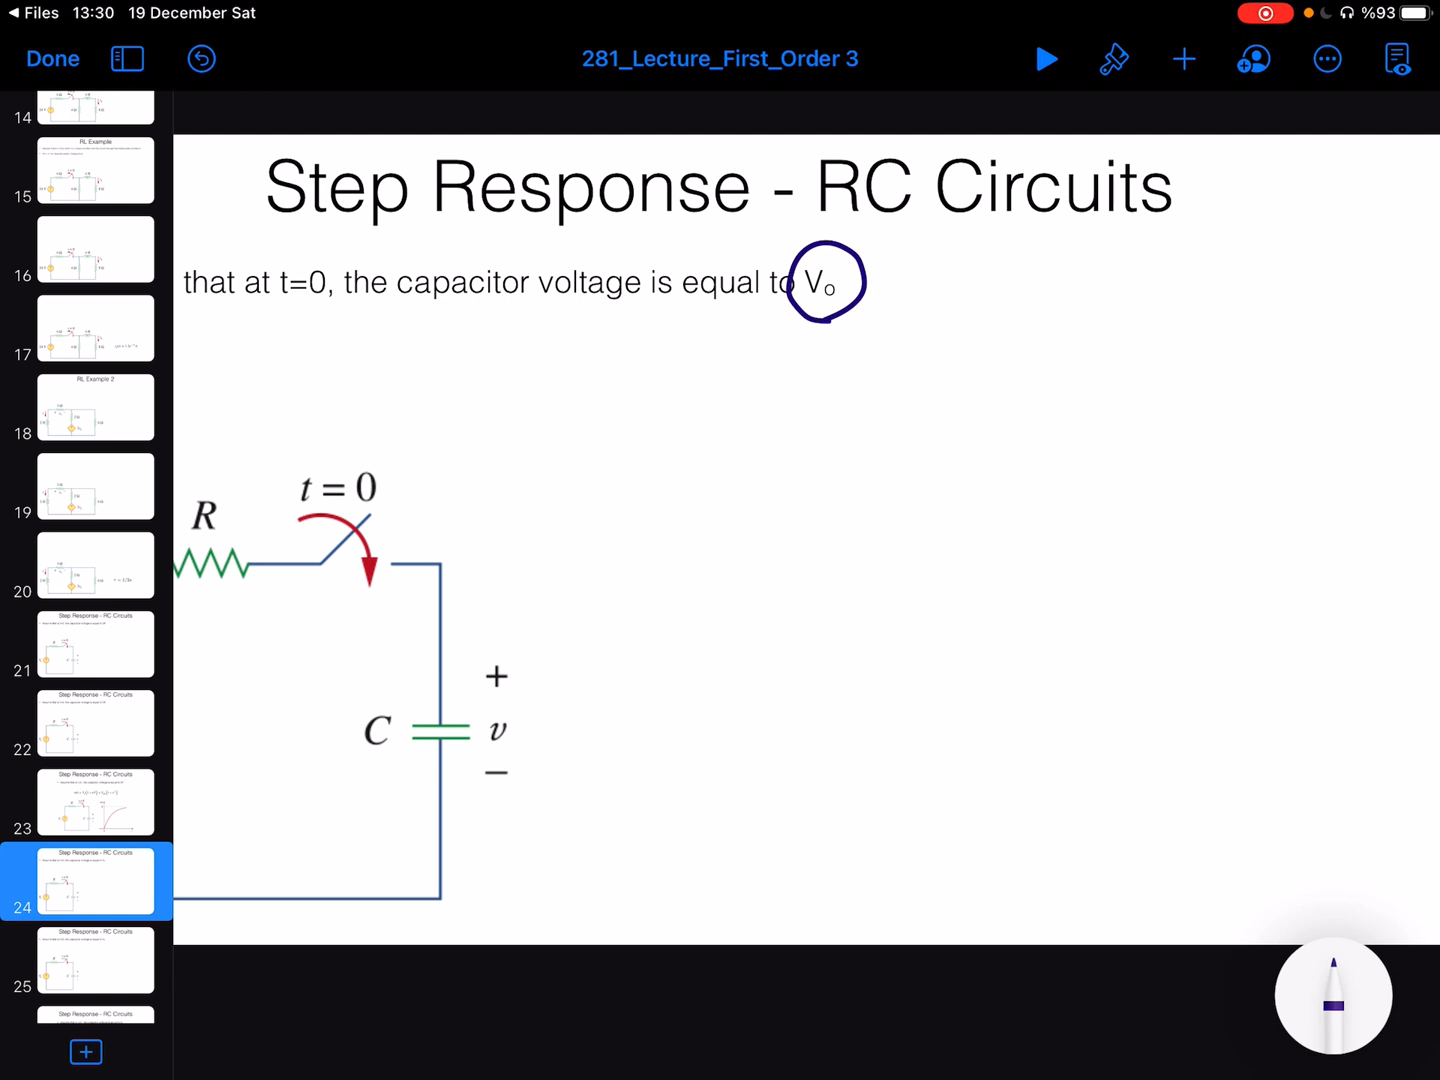 ◀ Files 13:30 19 December Sat
%93
Done
281_Lecture_First_Order 3
14
RL Example
15
16
17
RL Example 2
18
19
20
Step Response - RC Circuits
21
Step Response - RC Circuits
22
Step Response - RC Circuits
23
Step Response - RC Circuits
24
Step Response - RC Circuits
25
Step Response - RC Circuits
Step Response - RC Circuits
that at t=0, the capacitor voltage is equal to V₀
t = 0
R
+
C
v
−